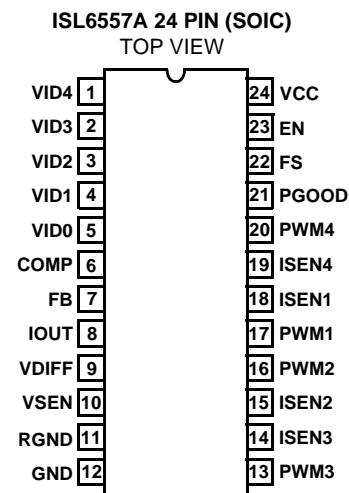 ISL6557A 24 PIN (SOIC)
TOP VIEW
VID4 1 24 VCC
VID3 2 23 EN
VID2 3 22 FS
VID1 4 21 PGOOD
VID0 5 20 PWM4
COMP 6 19 ISEN4
FB 7 18 ISEN1
IOUT 8 17 PWM1
VDIFF 9 16 PWM2
VSEN 10 15 ISEN2
RGND 11 14 ISEN3
GND 12 13 PWM3